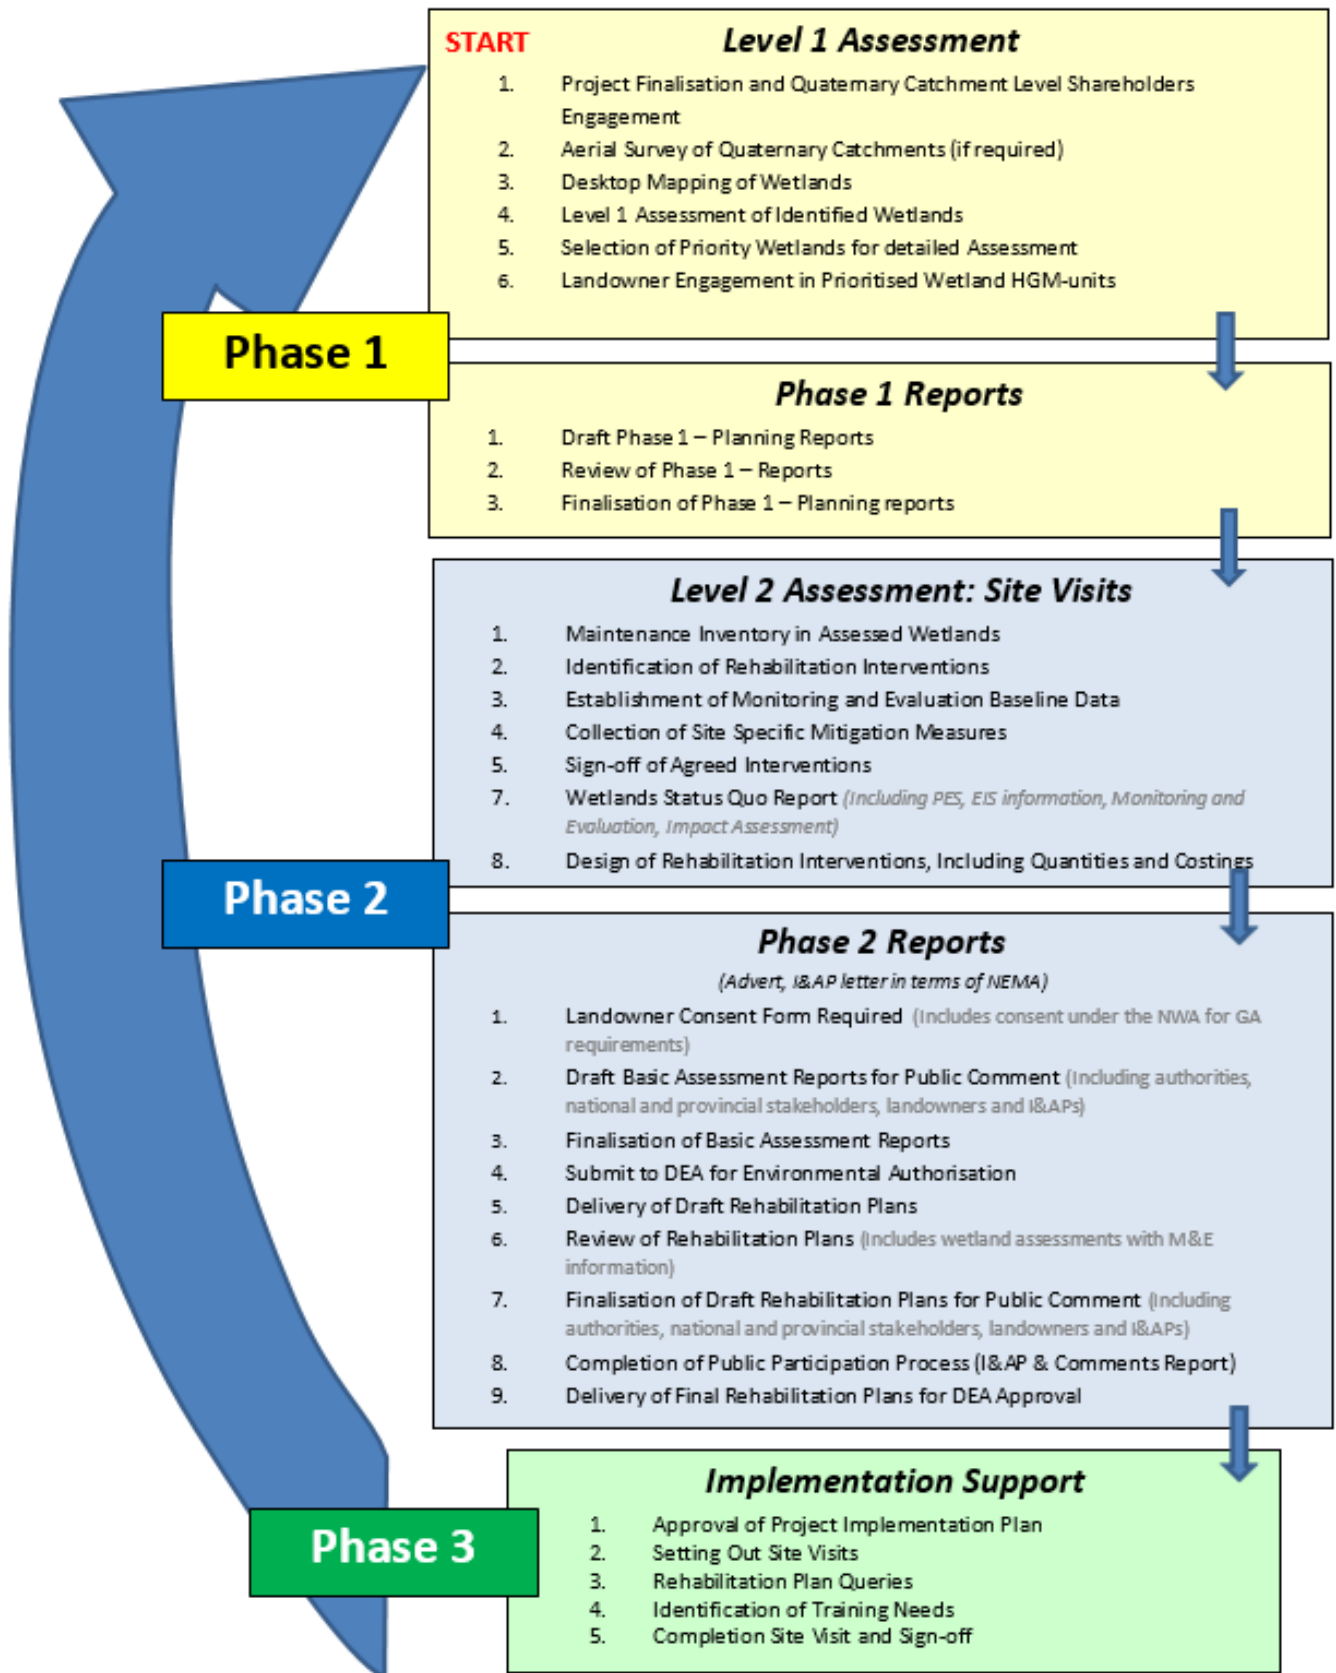 START
Level 1 Assessment
1. Project Finalisation and Quaternary Catchment Level Shareholders
Engagement
2. Aerial Survey of Quaternary Catchments (if required)
3. Desktop Mapping of Wetlands
4. Level 1 Assessment of Identified Wetlands
5. Selection of Priority Wetlands for detailed Assessment
6. Landowner Engagement in Prioritised Wetland HGM-units
Phase 1
Phase 1 Reports
1. Draft Phase 1 – Planning Reports
2. Review of Phase 1 – Reports
3. Finalisation of Phase 1 – Planning reports
Level 2 Assessment: Site Visits
1. Maintenance Inventory in Assessed Wetlands
2. Identification of Rehabilitation Interventions
3. Establishment of Monitoring and Evaluation Baseline Data
4. Collection of Site Specific Mitigation Measures
5. Sign-off of Agreed Interventions
7. Wetlands Status Quo Report (Including PES, EIS information, Monitoring and
Evaluation, Impact Assessment)
8. Design of Rehabilitation Interventions, Including Quantities and Costings
Phase 2
Phase 2 Reports
(Advert, I&AP letter in terms of NEMA)
1. Landowner Consent Form Required (Includes consent under the NWA for GA
requirements)
2. Draft Basic Assessment Reports for Public Comment (Including authorities,
national and provincial stakeholders, landowners and I&APs)
3. Finalisation of Basic Assessment Reports
4. Submit to DEA for Environmental Authorisation
5. Delivery of Draft Rehabilitation Plans
6. Review of Rehabilitation Plans (Includes wetland assessments with M&E
information)
7. Finalisation of Draft Rehabilitation Plans for Public Comment (Including
authorities, national and provincial stakeholders, landowners and I&APs)
8. Completion of Public Participation Process (I&AP & Comments Report)
9. Delivery of Final Rehabilitation Plans for DEA Approval
Implementation Support
Phase 3
1. Approval of Project Implementation Plan
2. Setting Out Site Visits
3. Rehabilitation Plan Queries
4. Identification of Training Needs
5. Completion Site Visit and Sign-off